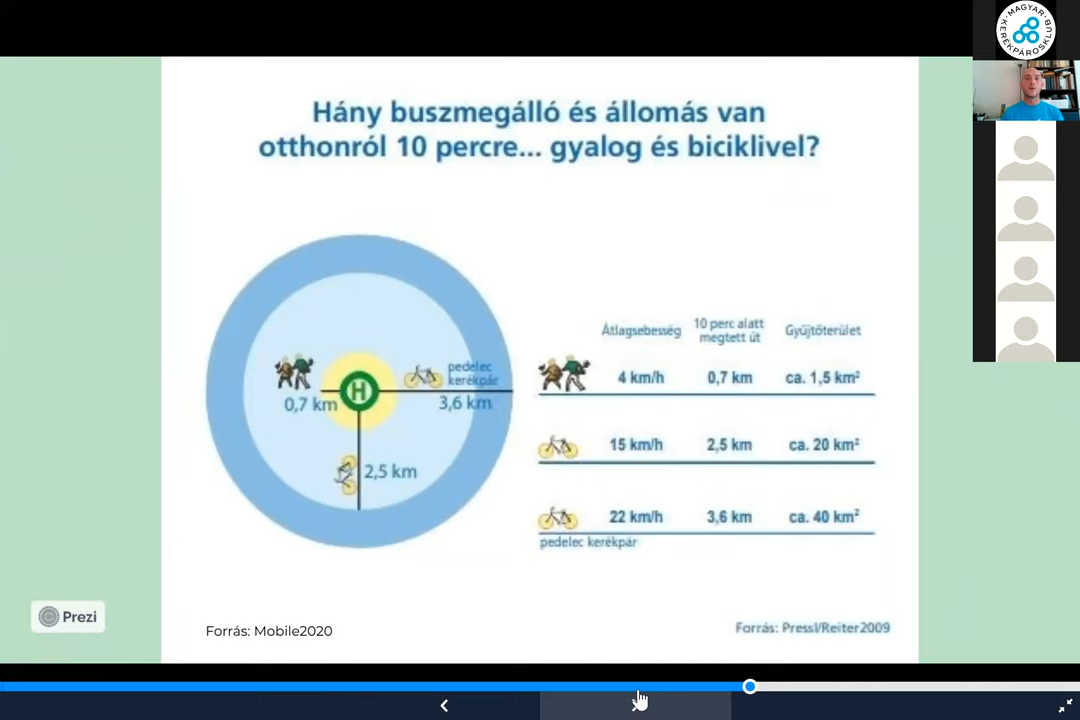 MAGYAR
KERÉKPÁROSKLUB
Hány buszmegálló és állomás van
otthonról 10 percre... gyalog és biciklivel?
pedelec
kerékpár
H
0,7 km
3,6 km
2,5 km
Átlagsebesség 10 perc alatt megtett út Gyűjtőterület
4 km/h 0,7 km ca. 1,5 km²
15 km/h 2,5 km ca. 20 km²
22 km/h 3,6 km ca. 40 km²
pedelec kerékpár
Prezi
Forrás: Mobile2020
Forrás: Pressl/Reiter2009